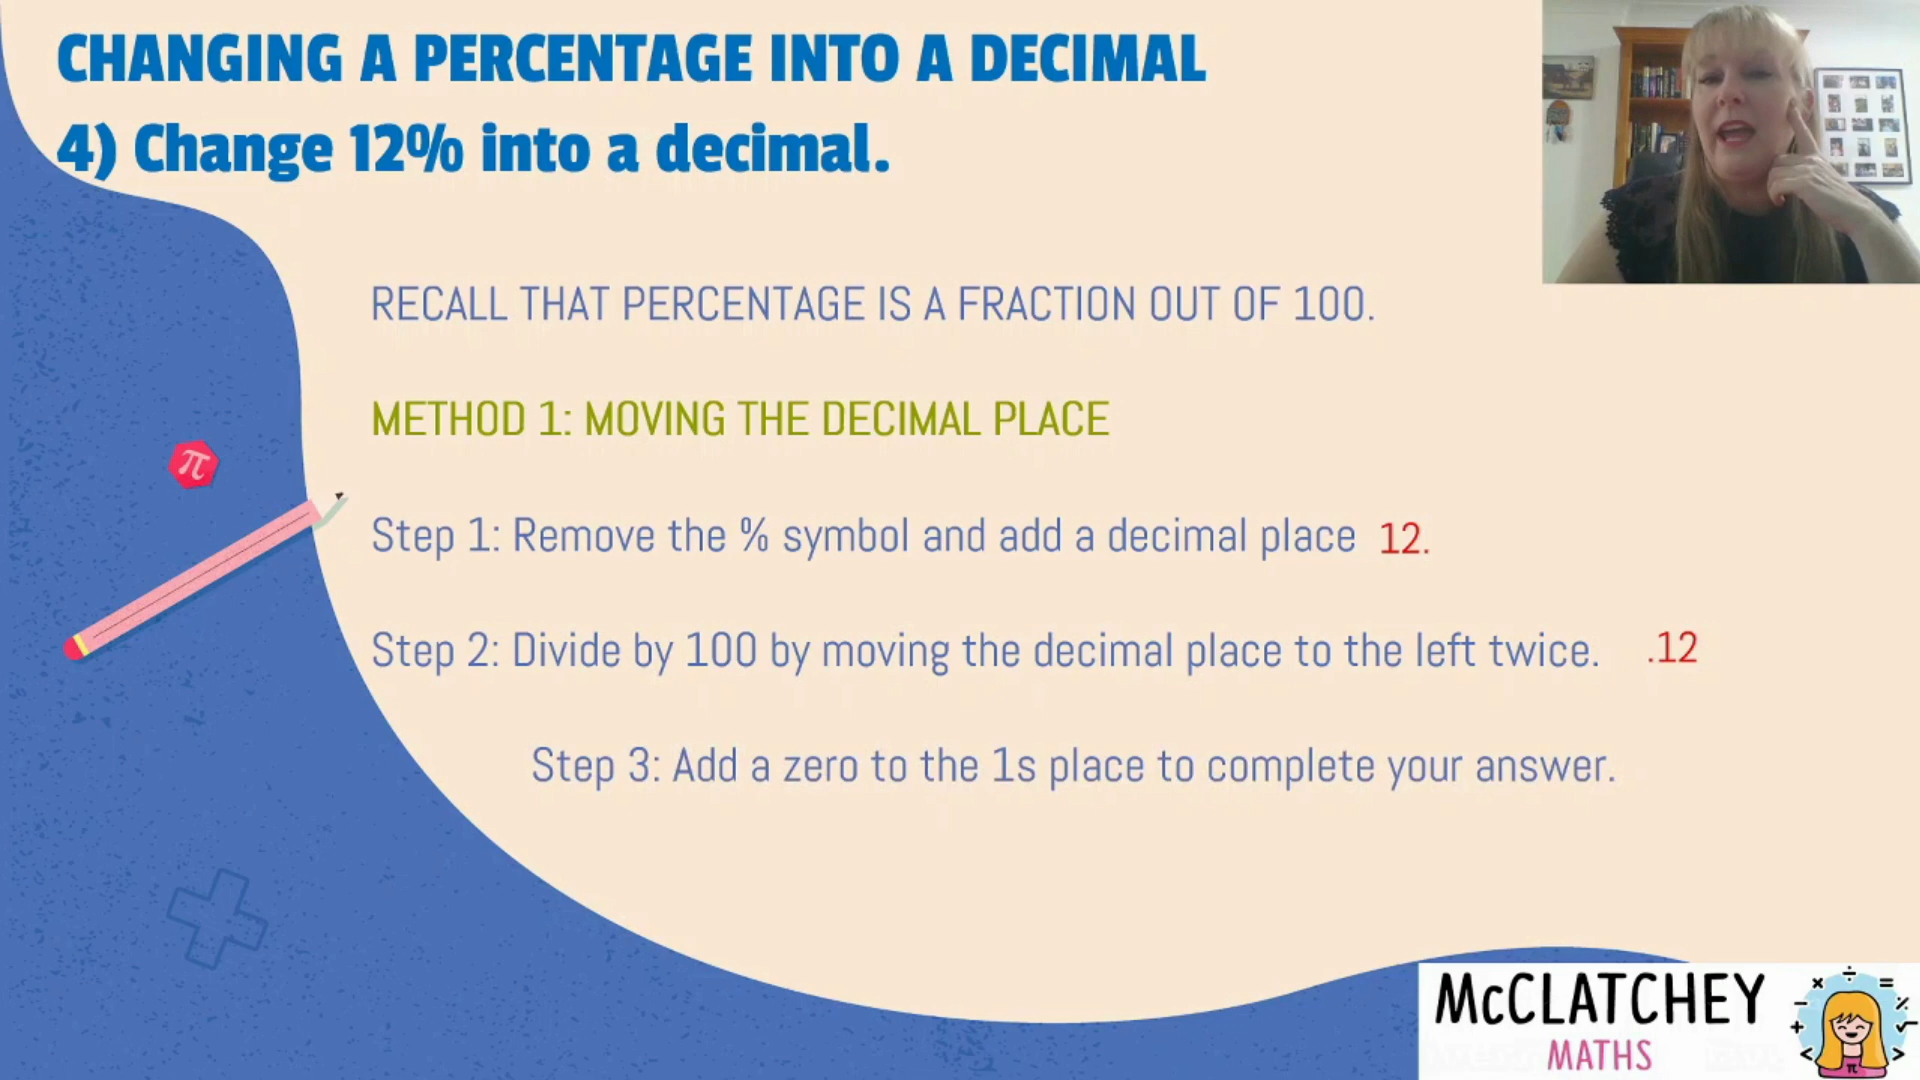 CHANGING A PERCENTAGE INTO A DECIMAL
4) Change 12% into a decimal.
RECALL THAT PERCENTAGE IS A FRACTION OUT OF 100.
METHOD 1: MOVING THE DECIMAL PLACE
π
Step 1: Remove the % symbol and add a decimal place 12.
Step 2: Divide by 100 by moving the decimal place to the left twice. .12
Step 3: Add a zero to the 1s place to complete your answer.
McCLATCHEY
MATHS